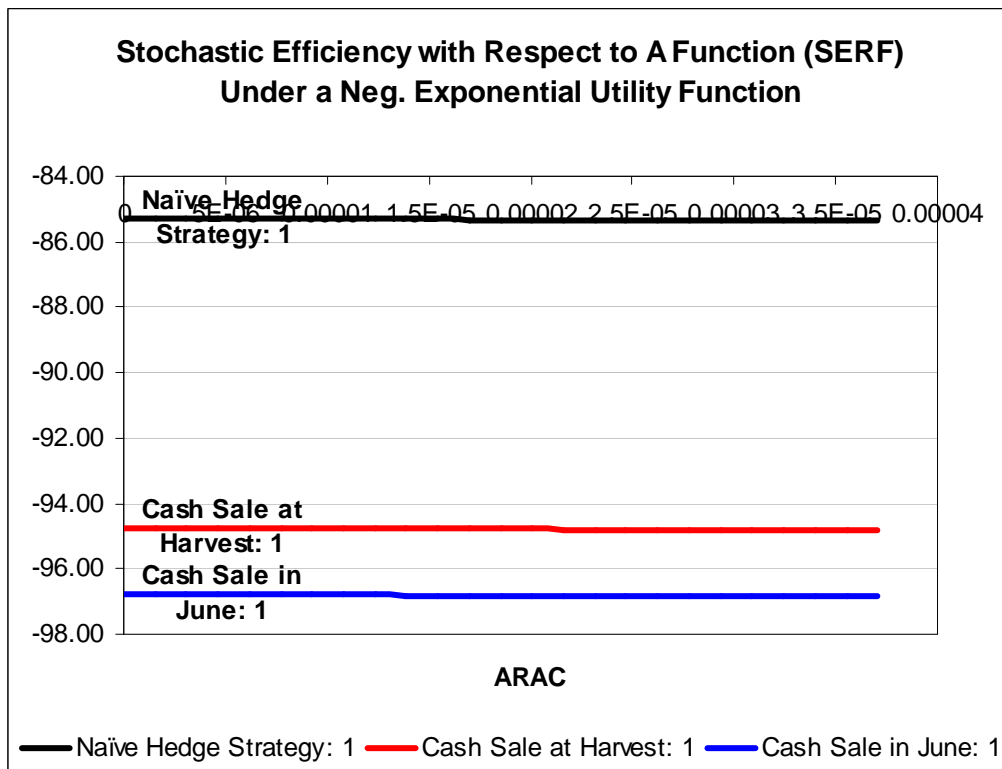 Stochastic Efficiency with Respect to A Function (SERF)
Under a Neg. Exponential Utility Function
-84.00
Naïve Hedge
0 5E-06 0.00001 1.5E-05 0.00002 2.5E-05 0.00003 3.5E-05 0.00004
Strategy: 1
-86.00
-88.00
-90.00
-92.00
-94.00
Cash Sale at
Harvest: 1
-96.00
Cash Sale in
June: 1
-98.00
ARAC
Naïve Hedge Strategy: 1 Cash Sale at Harvest: 1 Cash Sale in June: 1